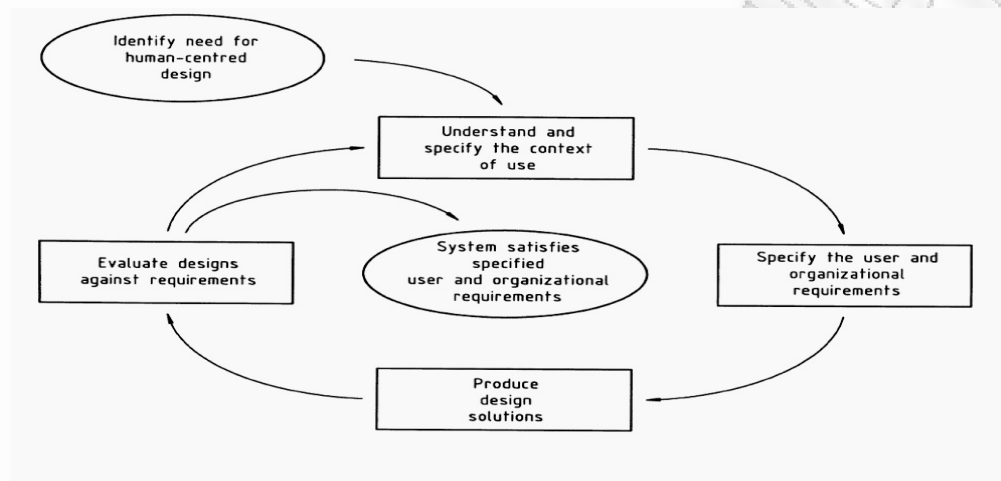 Identify need for
human-centred
design
Understand and
specify the context
of use
Evaluate designs
against requirements
System satisfies
specified
user and organizational
requirements
Specify the user and
organizational
requirements
Produce
design
solutions